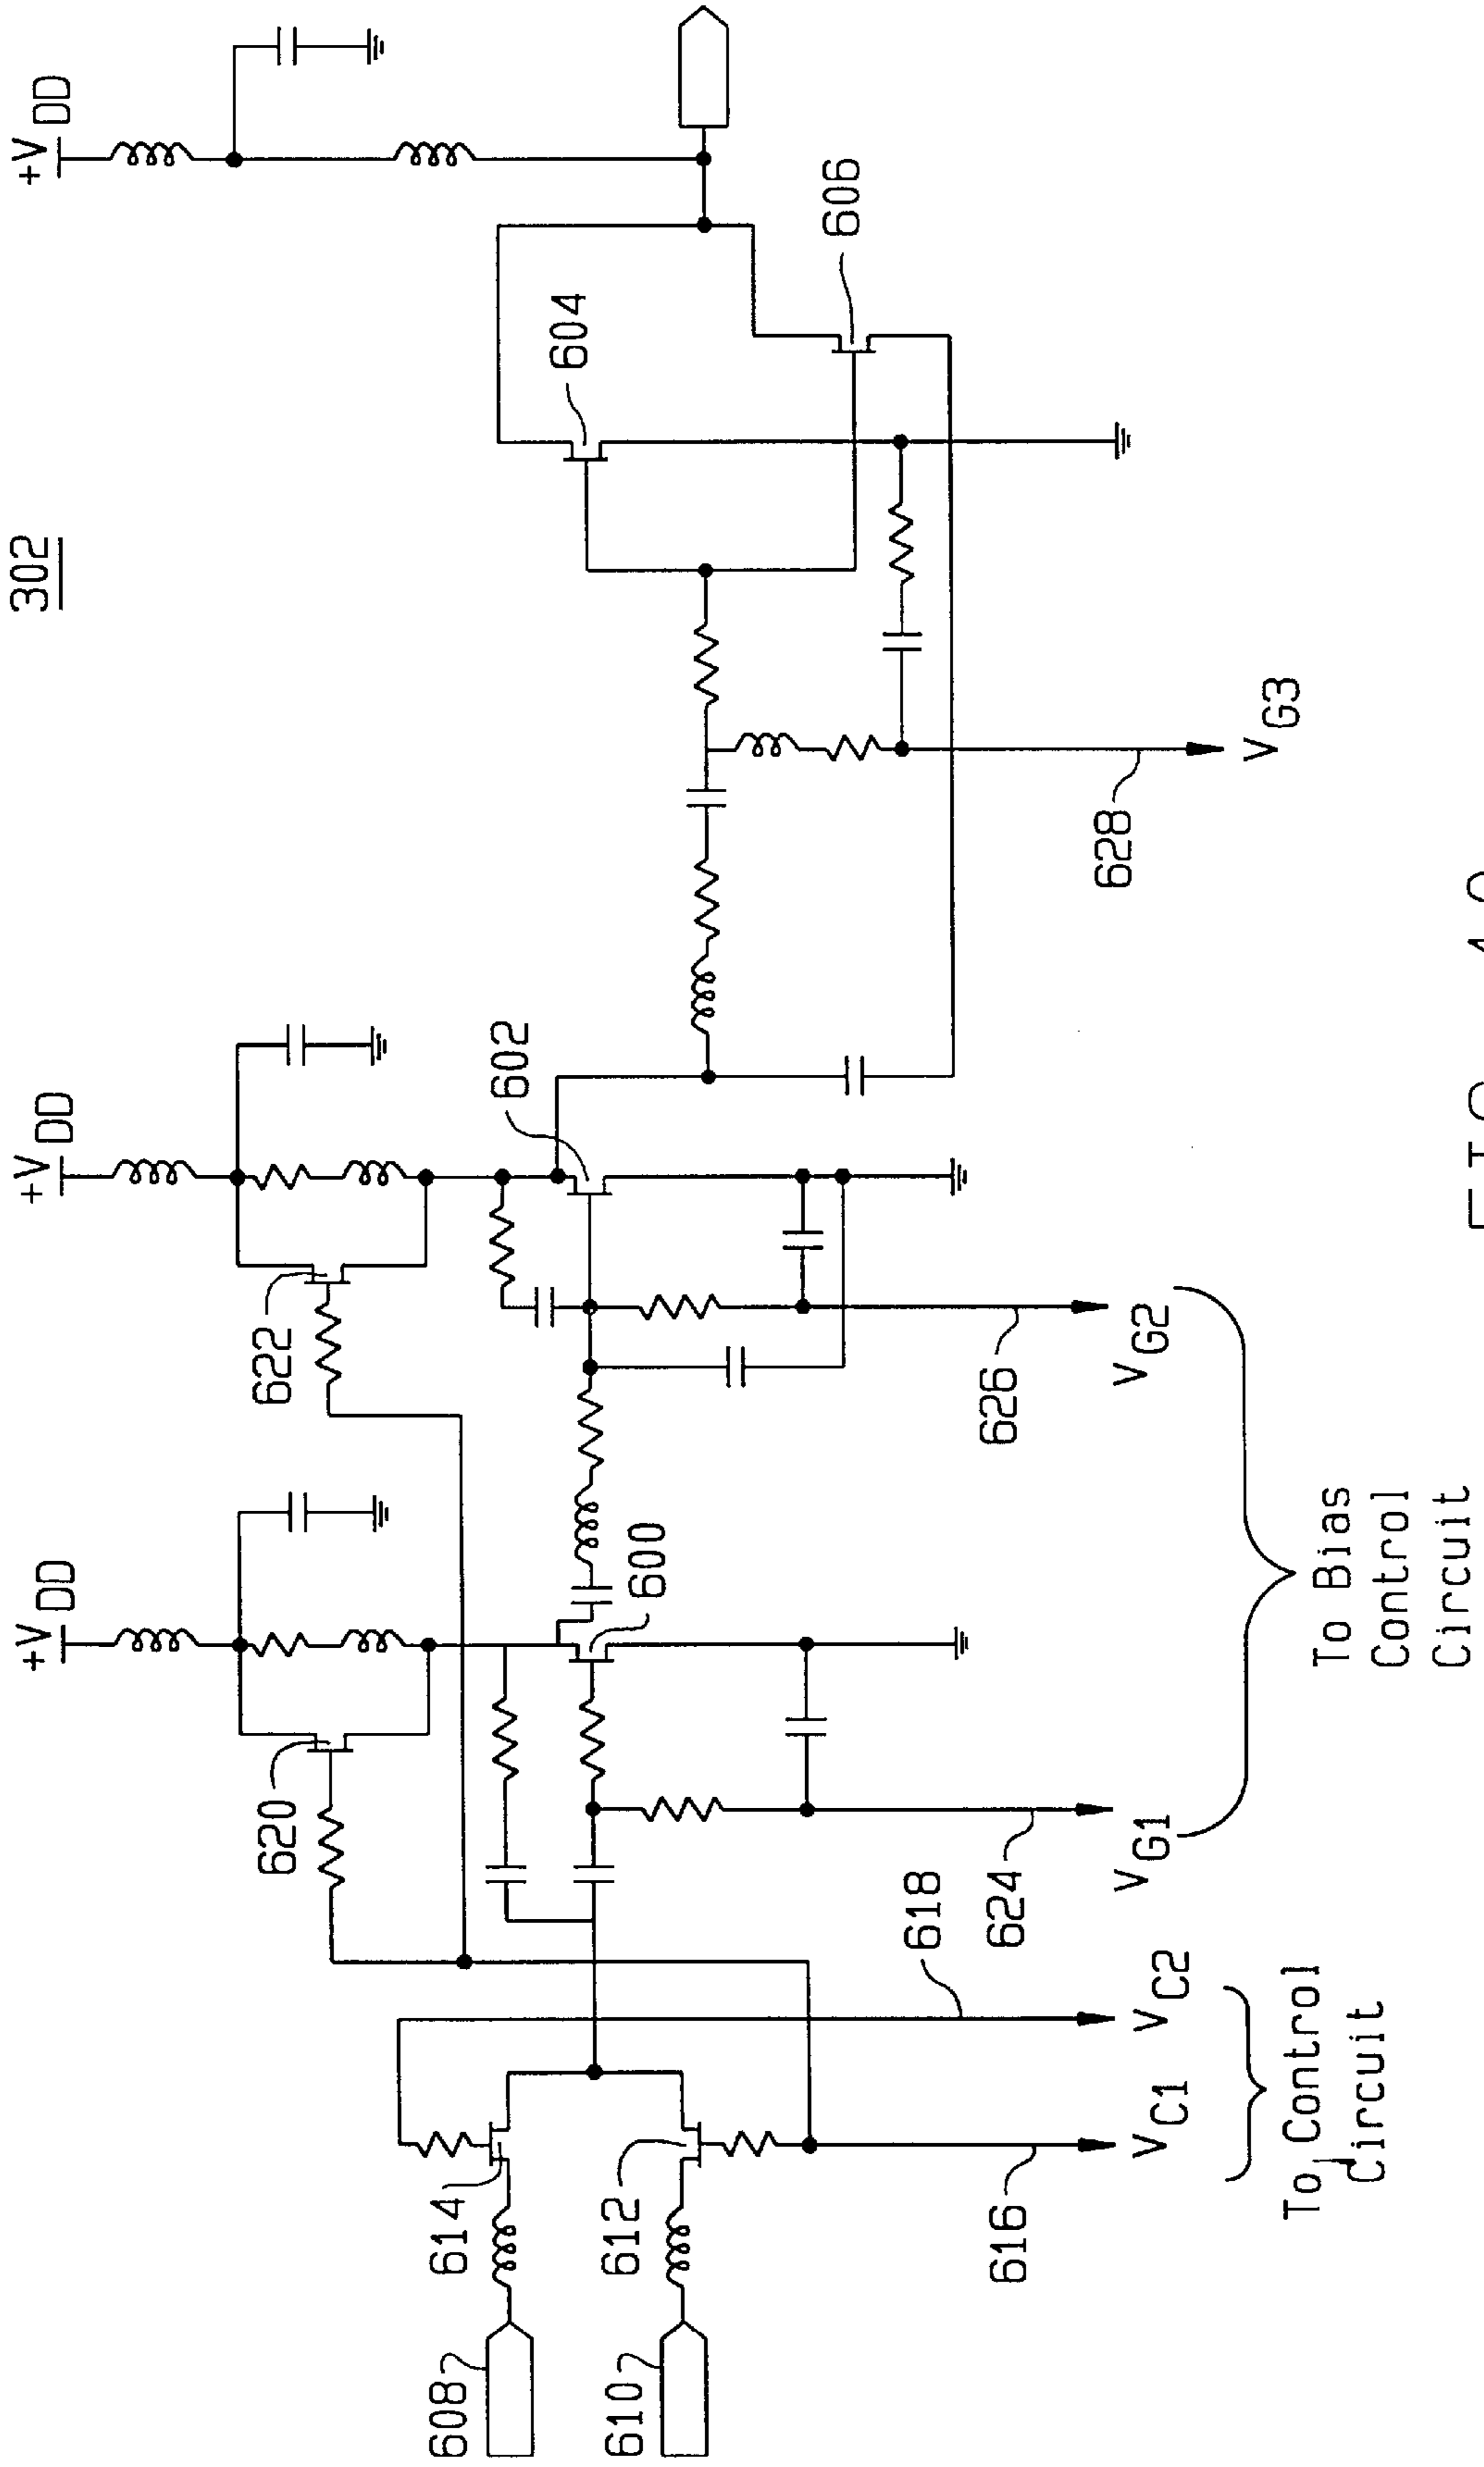 302
+VDD
+VDD
+VDD
620
622
602
604
606
600
608
614
610
612
616
618
624
626
628
VC1
VC2
VG1
VG2
VG3
To Control
Circuit
To Bias
Control
Circuit